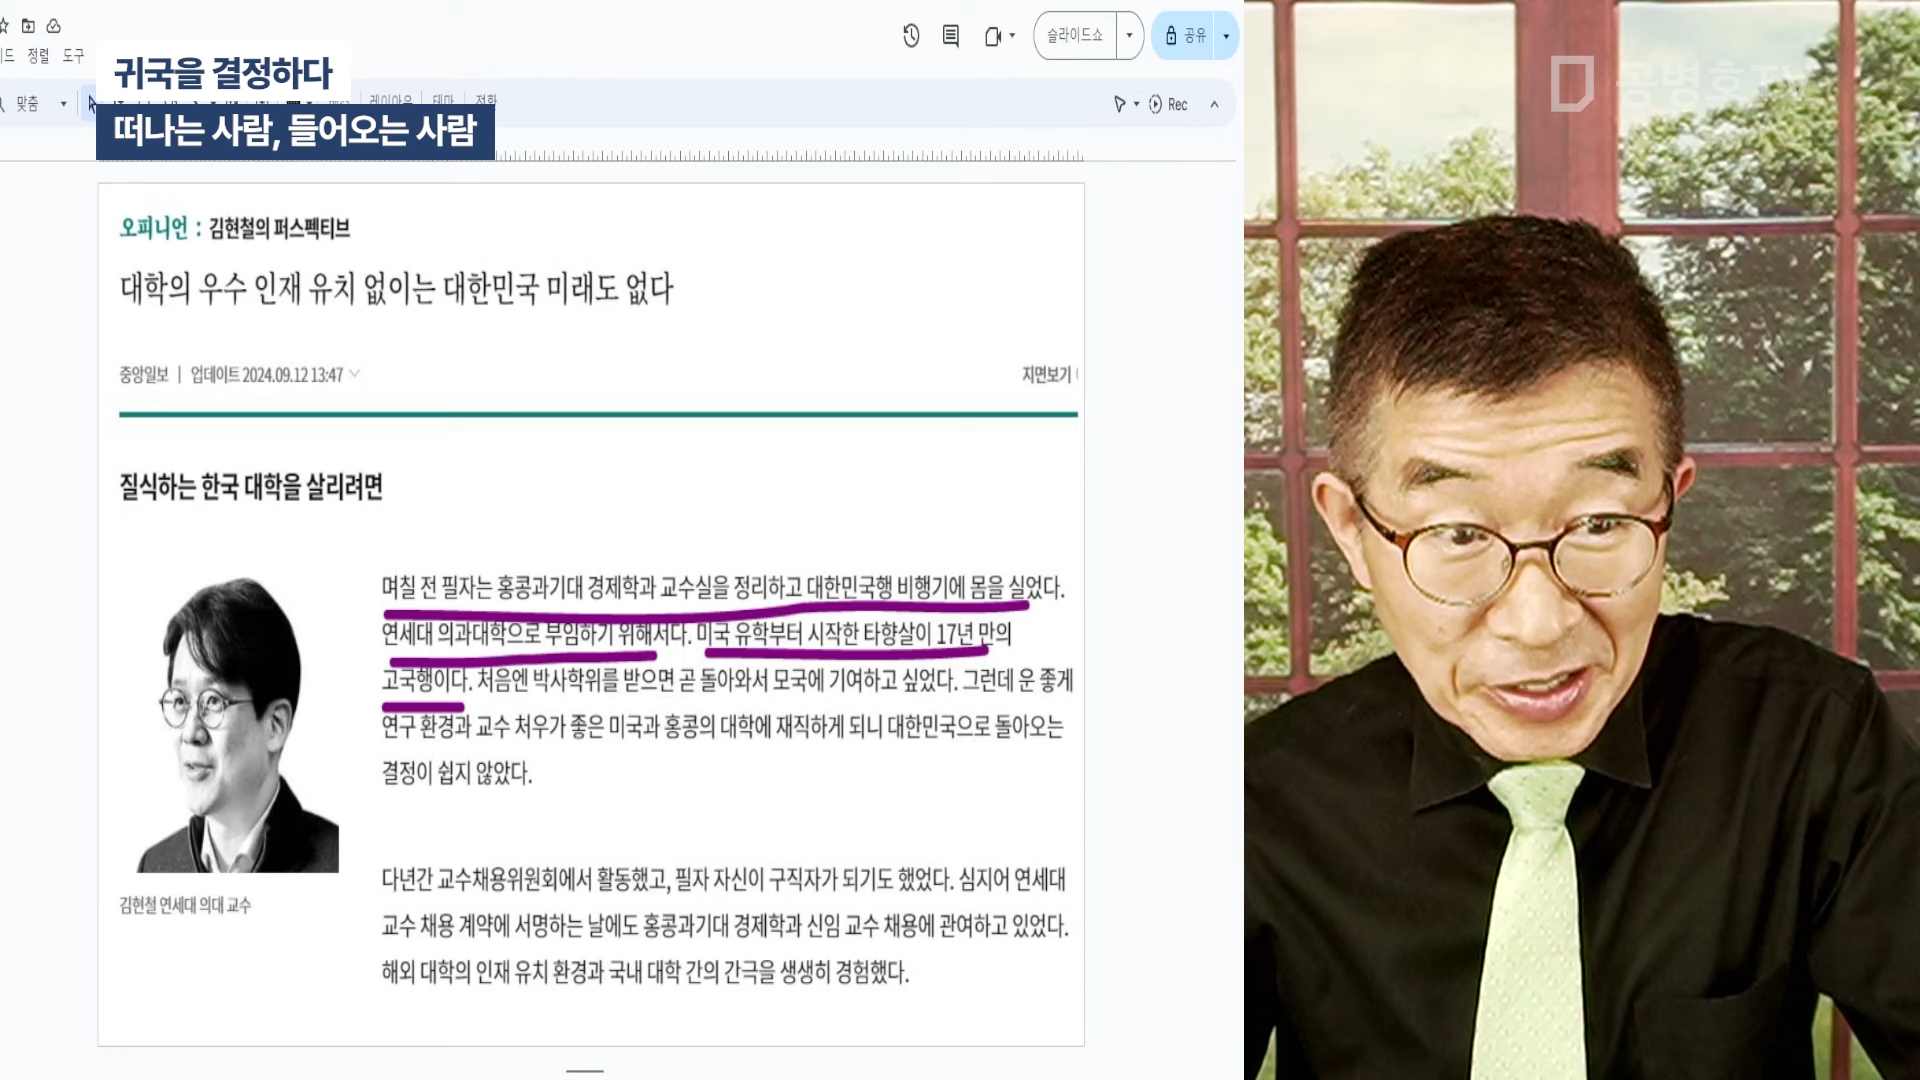 귀국을 결정하다
떠나는 사람, 들어오는 사람
정렬 도구
슬라이드쇼
공유
맞춤
레이아웃 테마 전환
Rec
공병호TV
오피니언 : 김현철의 퍼스펙티브
대학의 우수 인재 유치 없이는 대한민국 미래도 없다
중앙일보 | 업데이트 2024.09.12 13:47
지면보기
질식하는 한국 대학을 살리려면
며칠 전 필자는 홍콩과기대 경제학과 교수실을 정리하고 대한민국행 비행기에 몸을 실었다.
연세대 의과대학으로 부임하기 위해서다. 미국 유학부터 시작한 타향살이 17년 만의
고국행이다. 처음엔 박사학위를 받으면 곧 돌아와서 모국에 기여하고 싶었다. 그런데 운 좋게
연구 환경과 교수 처우가 좋은 미국과 홍콩의 대학에 재직하게 되니 대한민국으로 돌아오는
결정이 쉽지 않았다.
김현철 연세대 의대 교수
다년간 교수채용위원회에서 활동했고, 필자 자신이 구직자가 되기도 했었다. 심지어 연세대
교수 채용 계약에 서명하는 날에도 홍콩과기대 경제학과 신임 교수 채용에 관여하고 있었다.
해외 대학의 인재 유치 환경과 국내 대학 간의 간극을 생생히 경험했다.